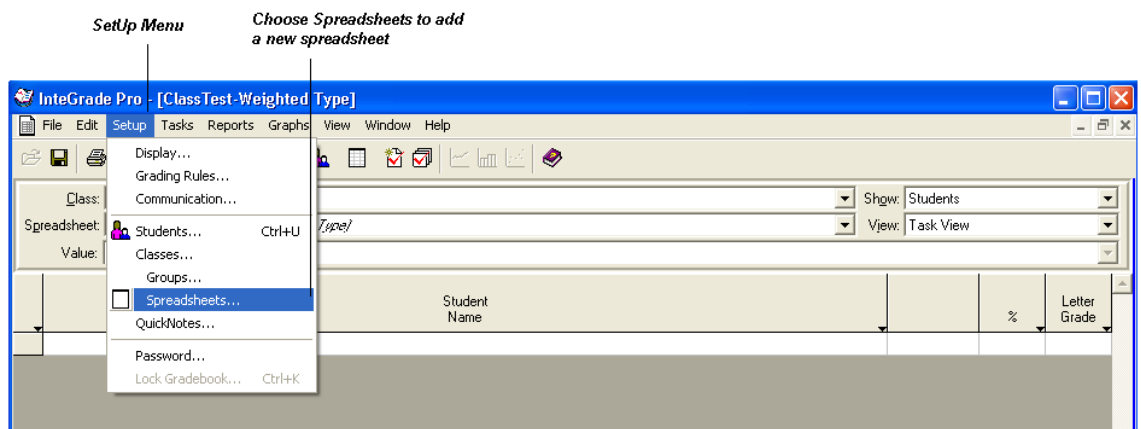 SetUp Menu
Choose Spreadsheets to add
a new spreadsheet
InteGrade Pro - [ClassTest-Weighted Type]
File Edit Setup Tasks Reports Graphs View Window Help
Display...
Grading Rules...
Communication...
Students... Ctrl+U
Classes...
Groups...
Spreadsheets...
QuickNotes...
Password...
Lock Gradebook... Ctrl+K
Class:
Show: Students
Spreadsheet:
Type]
View: Task View
Value:
Student
Name
%
Letter
Grade